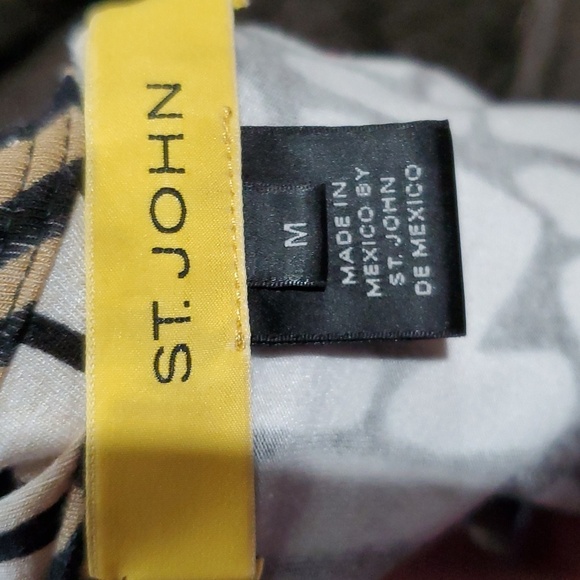 ST. JOHN
M
MADE IN
MEXICO BY
ST. JOHN
DE MEXICO